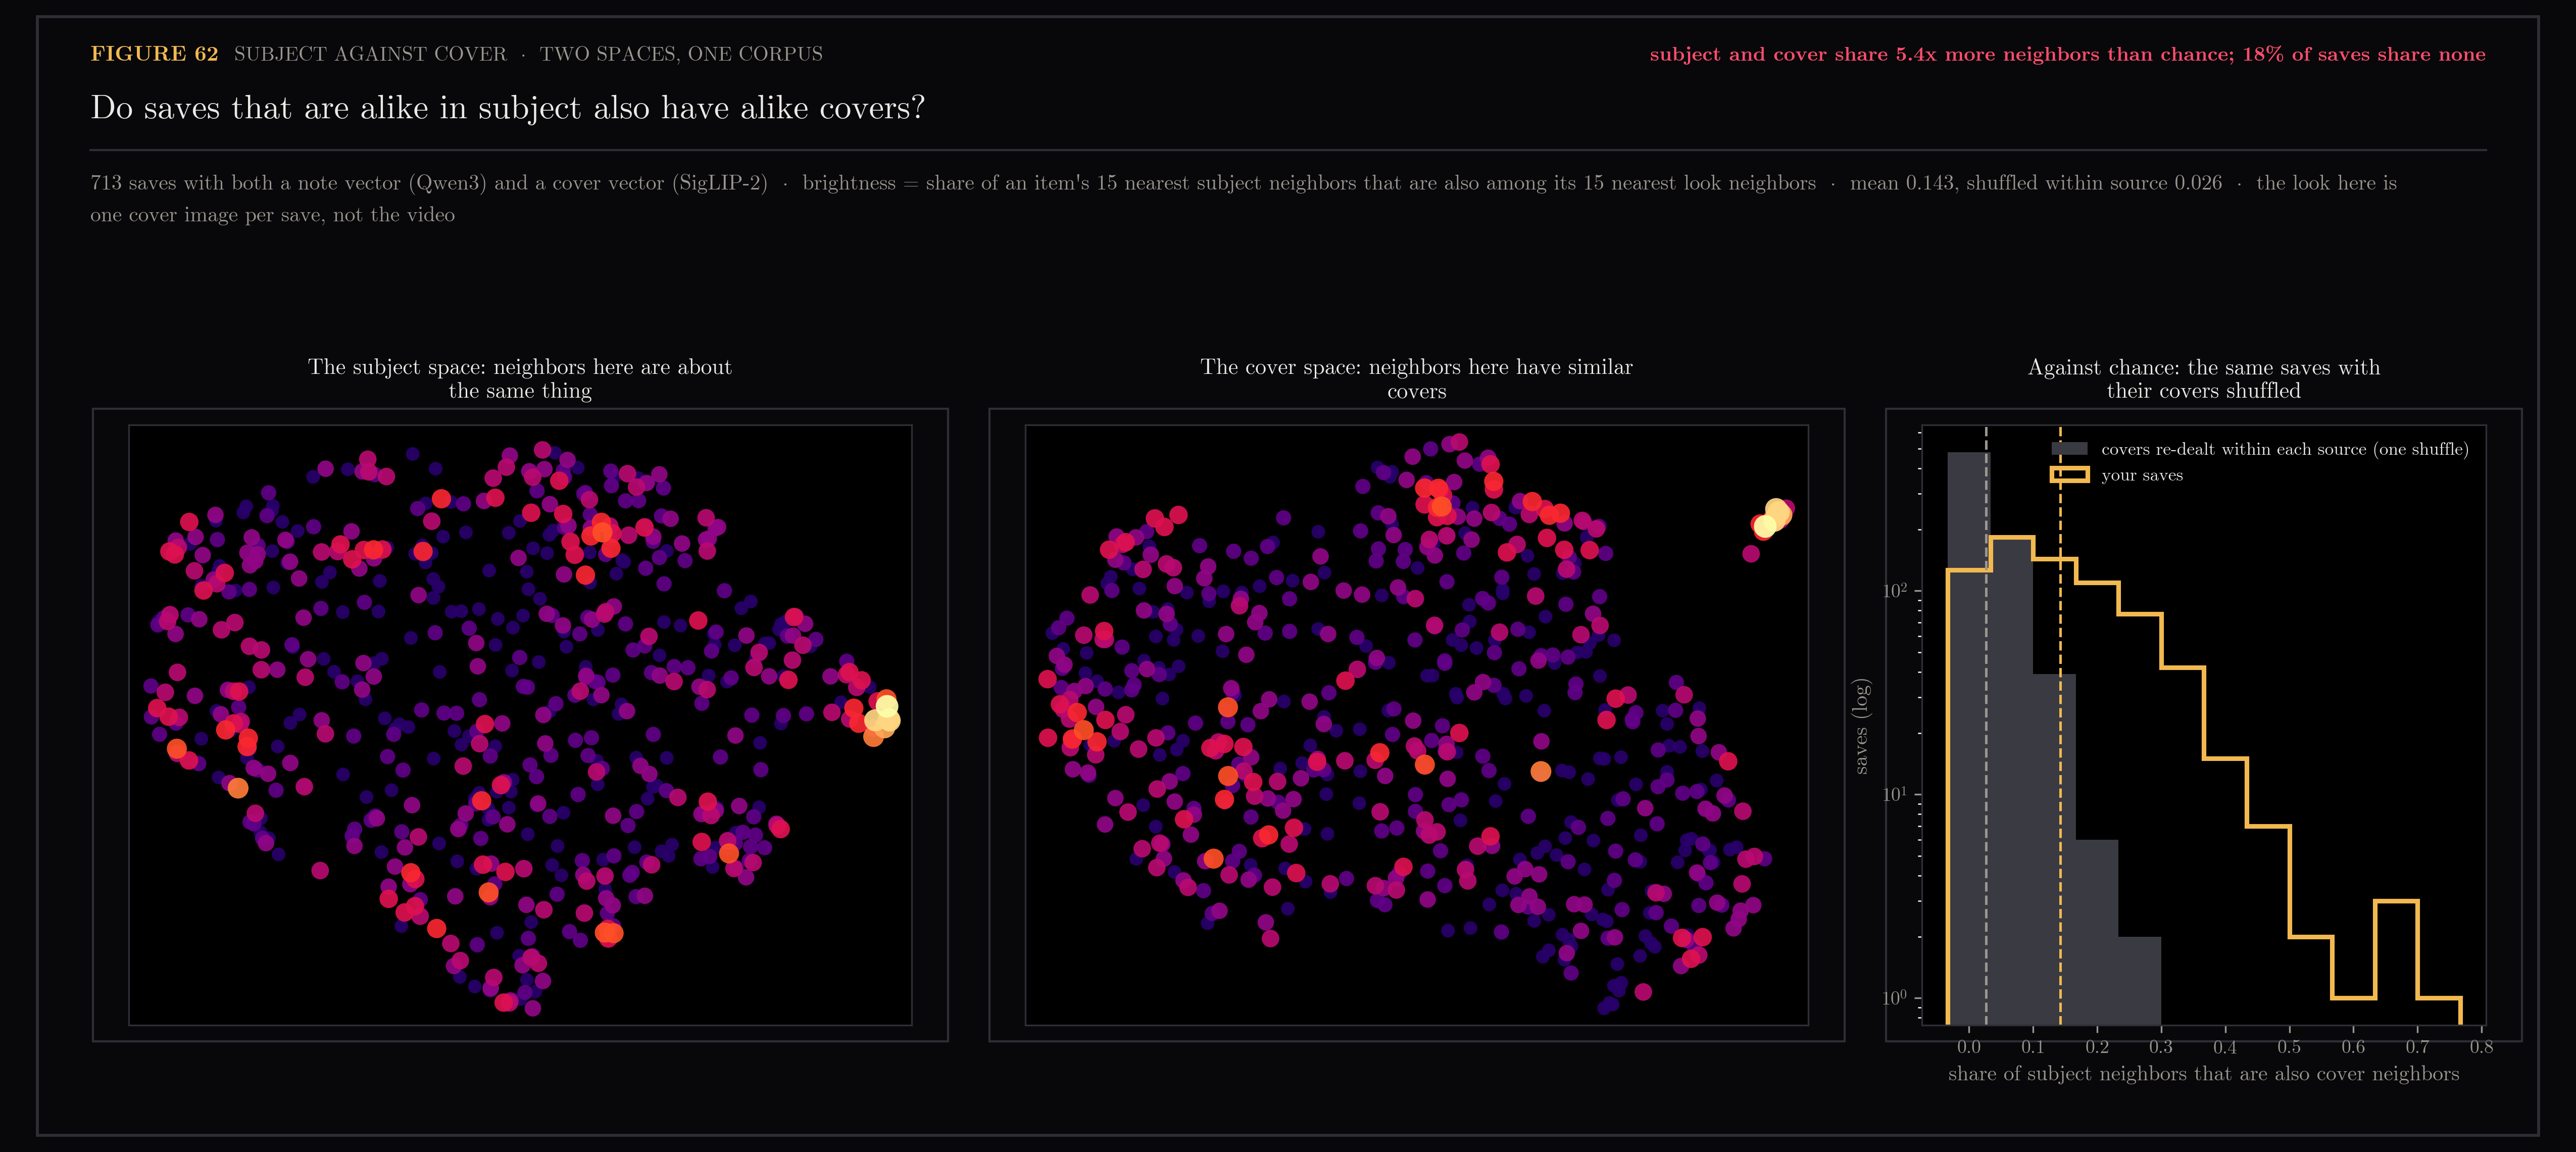 FIGURE 62 SUBJECT AGAINST COVER · TWO SPACES, ONE CORPUS
subject and cover share 5.4x more neighbors than chance; 18% of saves share none
Do saves that are alike in subject also have alike covers?
713 saves with both a note vector (Qwen3) and a cover vector (SigLIP-2) · brightness = share of an item's 15 nearest subject neighbors that are also among its 15 nearest look neighbors · mean 0.143, shuffled within source 0.026 · the look here is
one cover image per save, not the video
The subject space: neighbors here are about
the same thing
The cover space: neighbors here have similar
covers
Against chance: the same saves with
their covers shuffled
covers re-dealt within each source (one shuffle)
your saves
saves (log)
10²
10¹
10⁰
0.0 0.1 0.2 0.3 0.4 0.5 0.6 0.7 0.8
share of subject neighbors that are also cover neighbors